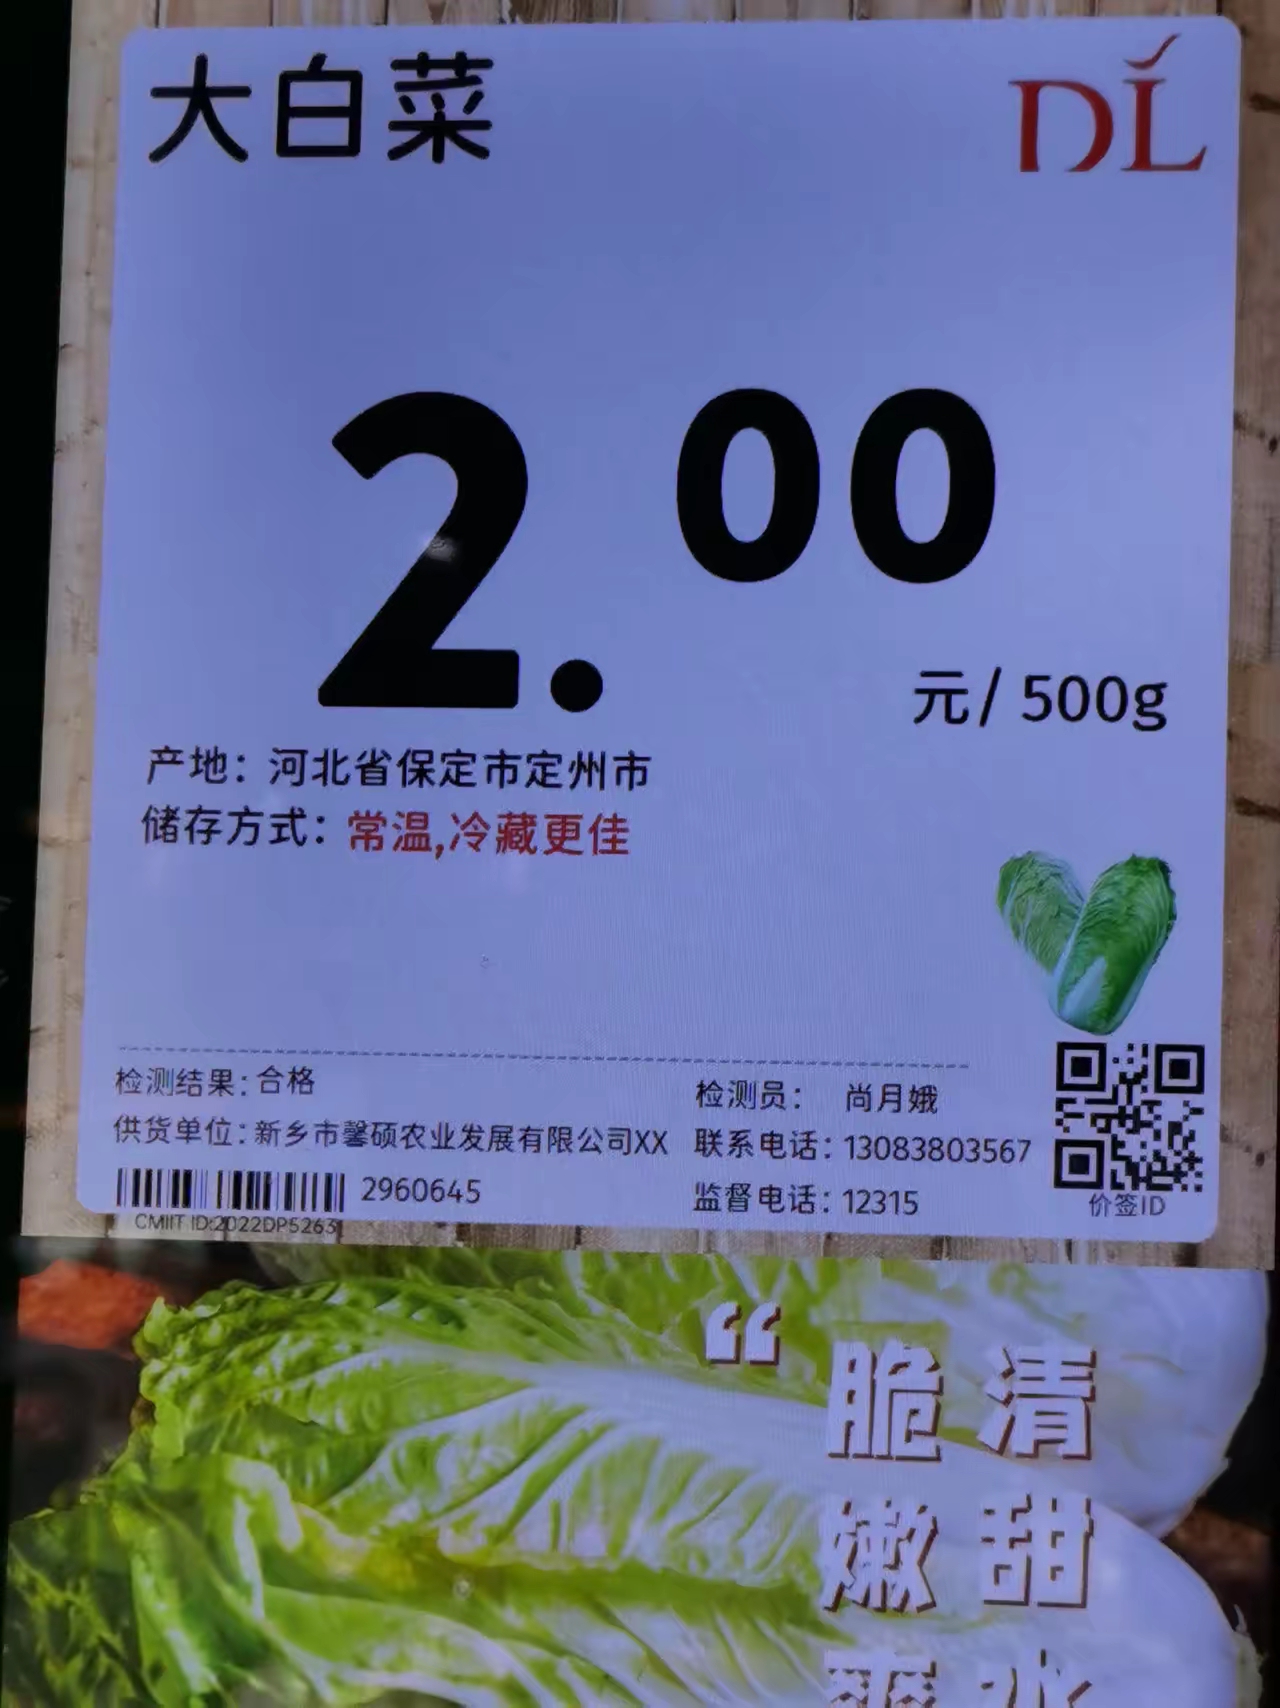 大白菜
DL
2.00
元/ 500g
产地：河北省保定市定州市
储存方式：常温,冷藏更佳
检测结果：合格
供货单位：新乡市馨硕农业发展有限公司XX
2960645
CMIIT ID:2022DP5263
检测员： 尚月娥
联系电话：13083803567
监督电话：12315
价签ID
“清甜
脆嫩